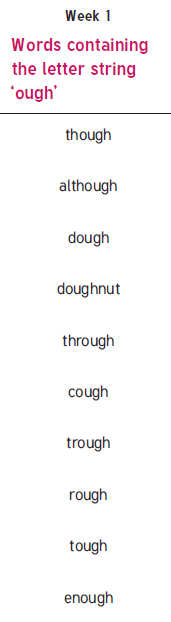 Week 1
Words containing
the letter string
‘ough’
though
although
dough
doughnut
through
cough
trough
rough
tough
enough